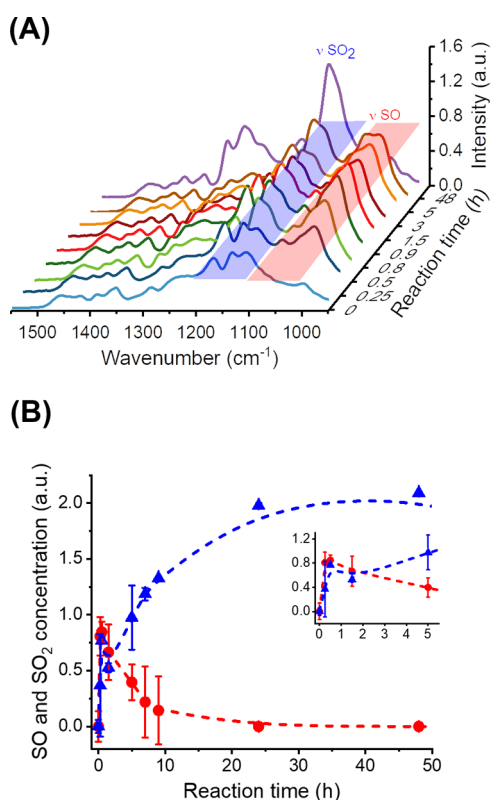 (A)
ν SO2
ν SO
1.6
1.2
0.8
0.4
0.0
Intensity (a.u.)
48
5
3
1.5
0.9
0.8
0.5
0.25
0
Reaction time (h)
1500 1400 1300 1200 1100 1000
Wavenumber (cm-1)
(B)
SO and SO2 concentration (a.u.)
2.0
1.5
1.0
0.5
0.0
1.2
0.8
0.4
0.0
0 1 2 3 4 5
0 10 20 30 40 50
Reaction time (h)